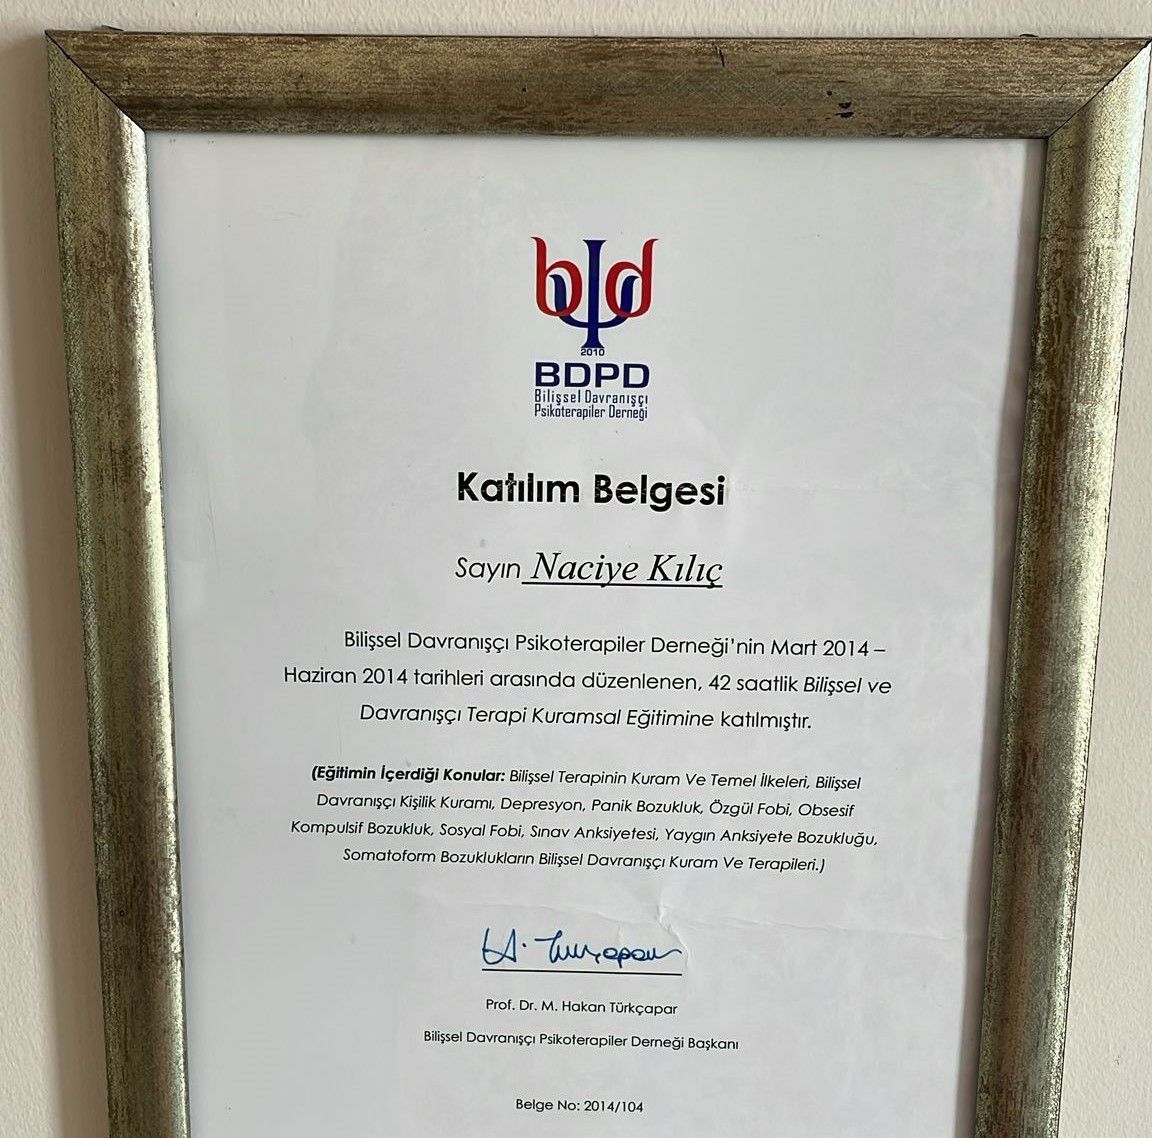 bψd
2010
BDPD
Bilişsel Davranışçı
Psikoterapiler Derneği
Katılım Belgesi
Sayın Naciye Kılıç
Bilişsel Davranışçı Psikoterapiler Derneği'nin Mart 2014 –
Haziran 2014 tarihleri arasında düzenlenen, 42 saatlik Bilişsel ve
Davranışçı Terapi Kuramsal Eğitimine katılmıştır.
(Eğitimin İçerdiği Konular: Bilişsel Terapinin Kuram Ve Temel İlkeleri, Bilişsel
Davranışçı Kişilik Kuramı, Depresyon, Panik Bozukluk, Özgül Fobi, Obsesif
Kompulsif Bozukluk, Sosyal Fobi, Sınav Anksiyetesi, Yaygın Anksiyete Bozukluğu,
Somatoform Bozuklukların Bilişsel Davranışçı Kuram Ve Terapileri.)
H. Türkçapar
Prof. Dr. M. Hakan Türkçapar
Bilişsel Davranışçı Psikoterapiler Derneği Başkanı
Belge No: 2014/104